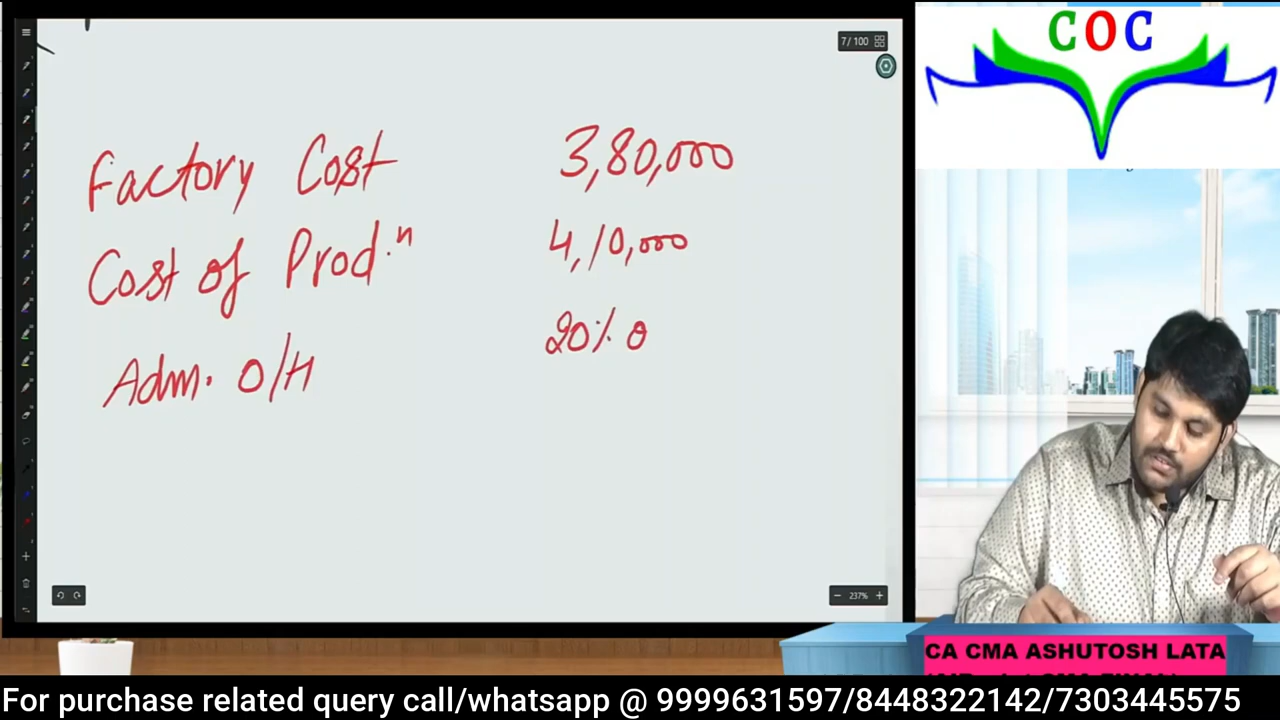 7 / 100
COC
Factory Cost 3,80,000
Cost of Prod.ⁿ 4,10,000
Adm. O/H 20% o
237%
CA CMA ASHUTOSH LATA
For purchase related query call/whatsapp @ 9999631597/8448322142/7303445575